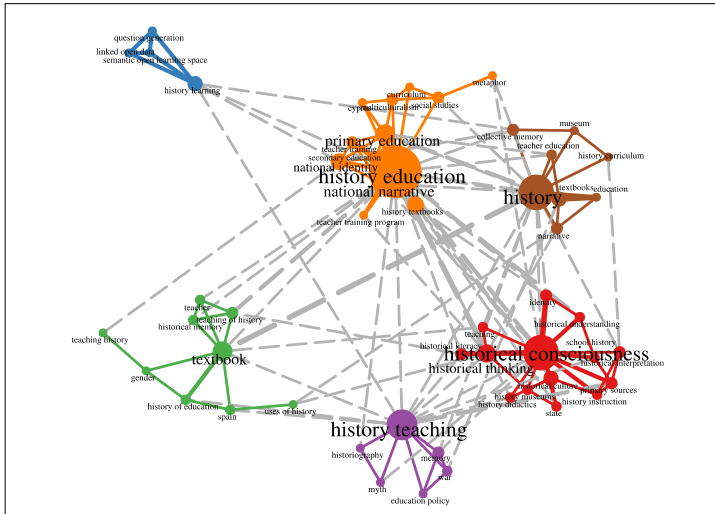 question generation
linked open data
semantic open learning space
history learning
metaphor
curriculum
social studies
primary education
teacher training
secondary education
national identity
history education
national narrative
history textbooks
teacher training program
museum
collective memory
teacher education
history curriculum
textbooks
education
history
narrative
identity
historical understanding
teaching
school history
historical literacy
historical consciousness
historical interpretation
historical thinking
historical culture
primary sources
history museums
history instruction
history didactics
state
teacher
teaching of history
historical memory
teaching history
textbook
gender
history of education
spain
uses of history
history teaching
historiography
memory
war
myth
education policy